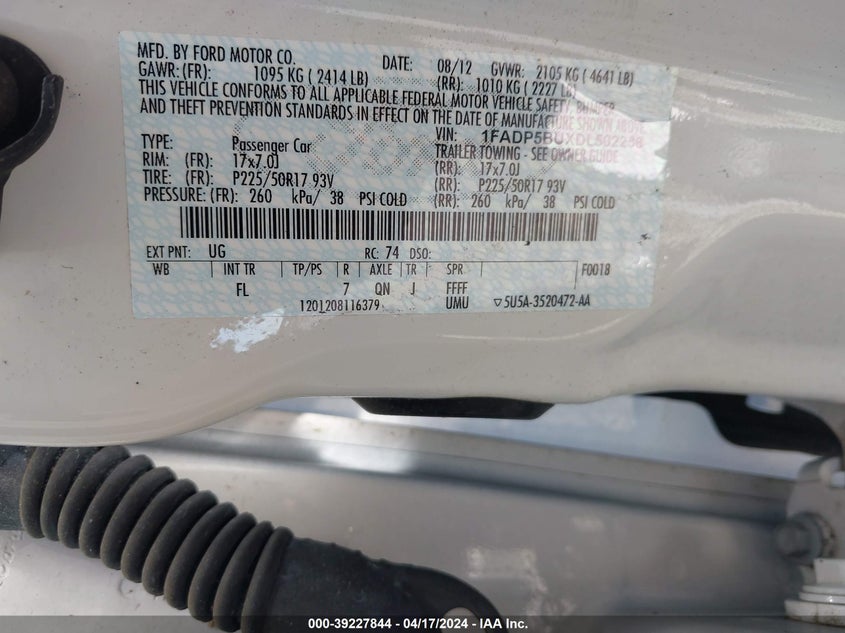 MFD. BY FORD MOTOR CO. DATE: 08/12 GVWR: 2105 KG ( 4641 LB)
GAWR: (FR): 1095 KG ( 2414 LB) (RR): 1010 KG ( 2227 LB)
THIS VEHICLE CONFORMS TO ALL APPLICABLE FEDERAL MOTOR VEHICLE SAFETY / BUMPER
AND THEFT PREVENTION STANDARDS IN EFFECT ON THE DATE OF MANUFACTURE SHOWN ABOVE
VIN: 1FADP5BUXDL502258
TYPE: Passenger Car TRAILER TOWING - SEE OWNER GUIDE
RIM: (FR): 17x7.0J (RR): 17x7.0J
TIRE: (FR): P225/50R17 93V (RR): P225/50R17 93V
PRESSURE: (FR): 260 kPa/ 38 PSI COLD (RR): 260 kPa/ 38 PSI COLD
EXT PNT: UG RC: 74 DSO:
WB INT TR TP/PS R AXLE TR SPR F0018
FL 7 QN J FFFF
1201208116379 UMU ▽5U5A-3520472-AA
000-39227844 - 04/17/2024 - IAA Inc.